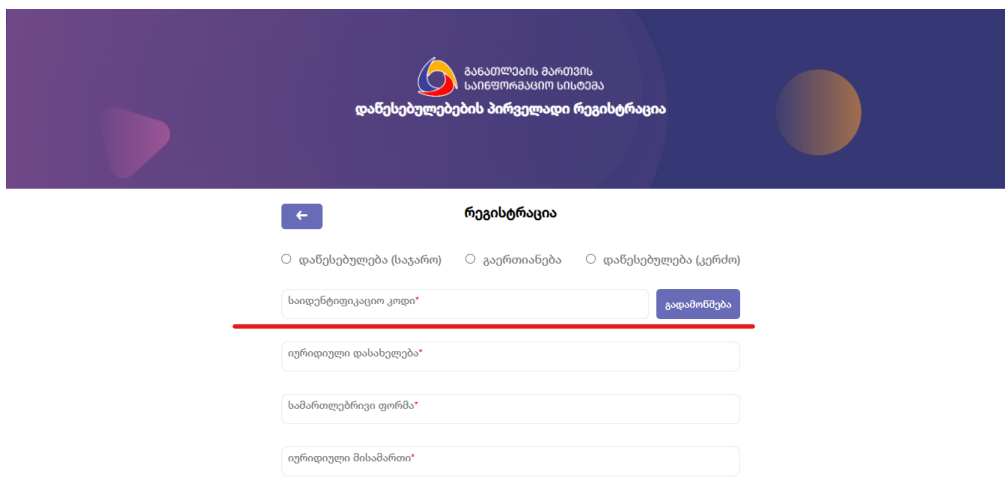 განათლების მართვის
საინფორმაციო სისტემა
დაწესებულებების პირველადი რეგისტრაცია
რეგისტრაცია
დაწესებულება (საჯარო) გაერთიანება დაწესებულება (კერძო)
საიდენტიფიკაციო კოდი* გადამოწმება
იურიდიული დასახელება*
სამართლებრივი ფორმა*
იურიდიული მისამართი*